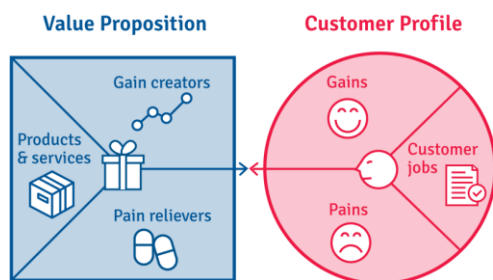 Value Proposition
Customer Profile
Gain creators
Products
& services
Pain relievers
Gains
Customer
jobs
Pains